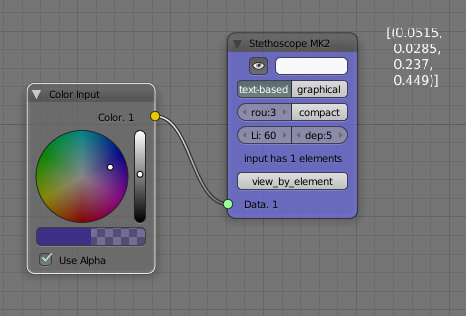 [(0.0515,
0.0285,
0.237,
0.449)]
Stethoscope MK2
text-based graphical
rou:3 compact
Li: 60 dep:5
input has 1 elements
view_by_element
Data. 1
Color Input
Color. 1
Use Alpha